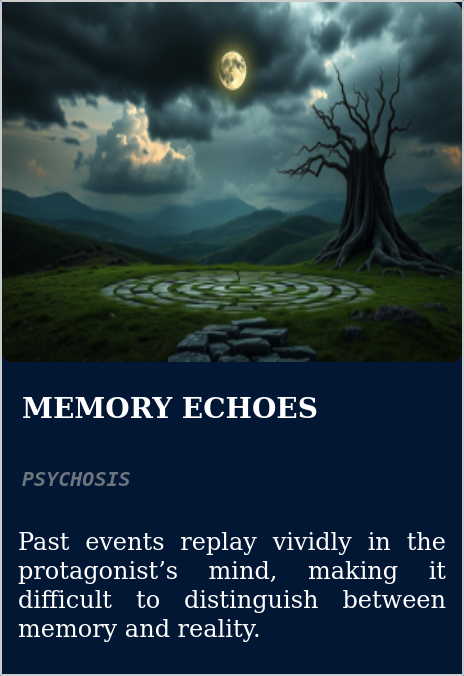 MEMORY ECHOES
PSYCHOSIS
Past events replay vividly in the
protagonist’s mind, making it
difficult to distinguish between
memory and reality.